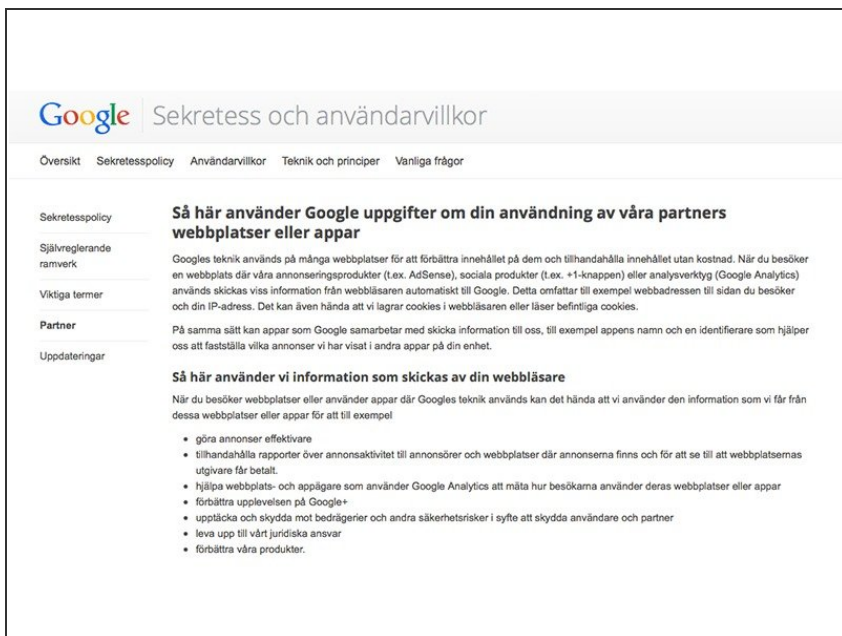 Google Sekretess och användarvillkor
Översikt Sekretesspolicy Användarvillkor Teknik och principer Vanliga frågor
Sekretesspolicy
Självreglerande
ramverk
Viktiga termer
Partner
Uppdateringar
Så här använder Google uppgifter om din användning av våra partners
webbplatser eller appar
Googles teknik används på många webbplatser för att förbättra innehållet på dem och tillhandahålla innehållet utan kostnad. När du besöker
en webbplats där våra annonseringsprodukter (t.ex. AdSense), sociala produkter (t.ex. +1-knappen) eller analysverktyg (Google Analytics)
används skickas viss information från webbläsaren automatiskt till Google. Detta omfattar till exempel webbadressen till sidan du besöker
och din IP-adress. Det kan även hända att vi lagrar cookies i webbläsaren eller läser befintliga cookies.
På samma sätt kan appar som Google samarbetar med skicka information till oss, till exempel appens namn och en identifierare som hjälper
oss att fastställa vilka annonser vi har visat i andra appar på din enhet.
Så här använder vi information som skickas av din webbläsare
När du besöker webbplatser eller använder appar där Googles teknik används kan det hända att vi använder den information som vi får från
dessa webbplatser eller appar för att till exempel
• göra annonser effektivare
• tillhandahålla rapporter över annonsaktivitet till annonsörer och webbplatser där annonserna finns och för att se till att webbplatsernas
utgivare får betalt.
• hjälpa webbplats- och appägare som använder Google Analytics att mäta hur besökarna använder deras webbplatser eller appar
• förbättra upplevelsen på Google+
• upptäcka och skydda mot bedrägerier och andra säkerhetsrisker i syfte att skydda användare och partner
• leva upp till vårt juridiska ansvar
• förbättra våra produkter.